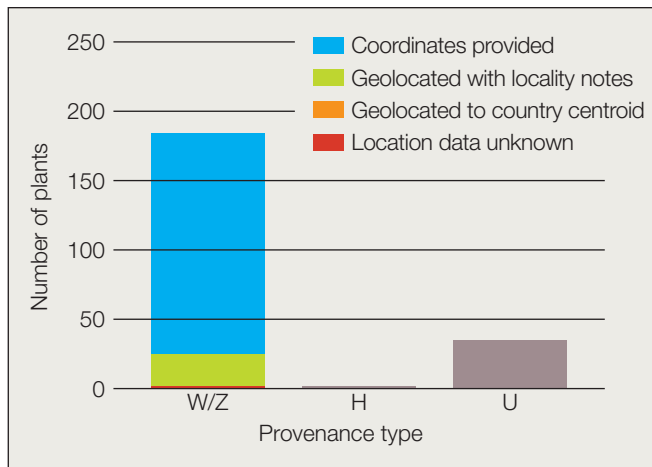 250
200
150
100
50
0
Number of plants
Coordinates provided
Geolocated with locality notes
Geolocated to country centroid
Location data unknown
W/Z H U
Provenance type